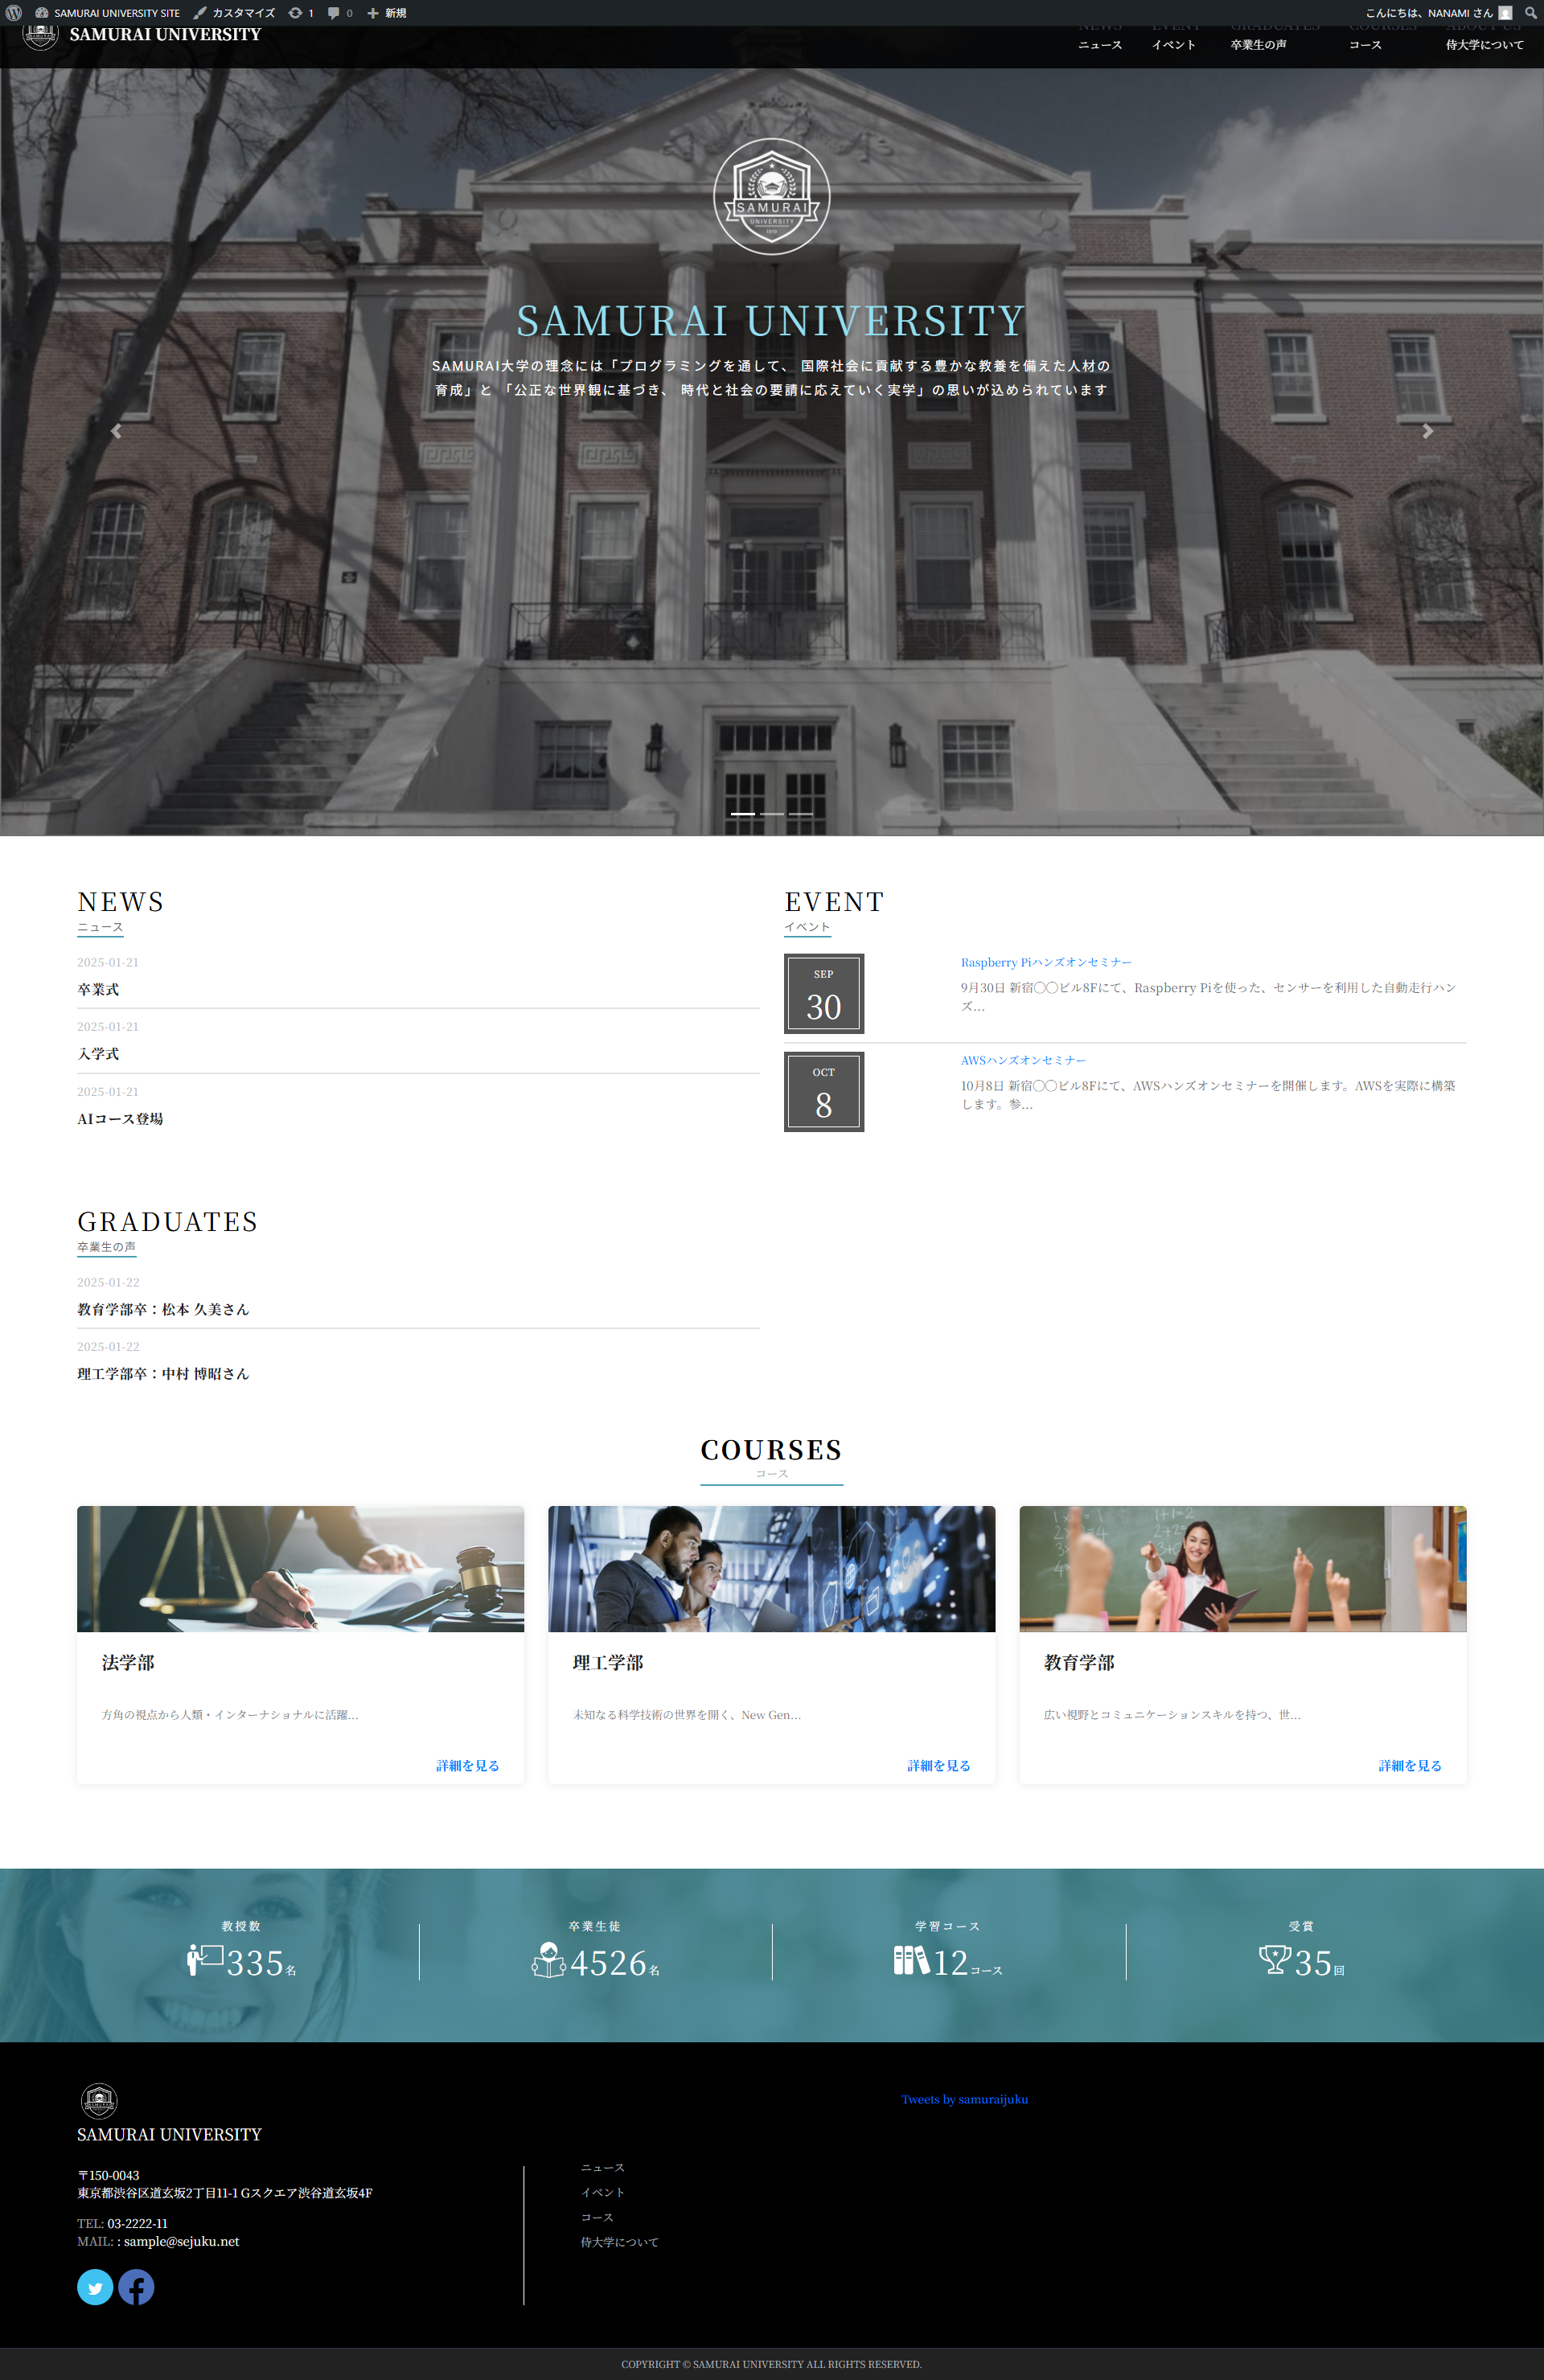 SAMURAI UNIVERSITY SITE カスタマイズ 1 0 新規 こんにちは、NANAMI さん
SAMURAI UNIVERSITY
NEWS EVENT GRADUATES COURSES ABOUT US
ニュース イベント 卒業生の声 コース 侍大学について
SAMURAI
UNIVERSITY
SAMURAI UNIVERSITY
SAMURAI大学の理念には「プログラミングを通して、 国際社会に貢献する豊かな教養を備えた人材の
育成」と 「公正な世界観に基づき、 時代と社会の要請に応えていく実学」の思いが込められています
NEWS
ニュース
2025-01-21
卒業式
2025-01-21
入学式
2025-01-21
AIコース登場
EVENT
イベント
SEP
30
Raspberry Piハンズオンセミナー
9月30日 新宿◯◯ビル8Fにて、Raspberry Piを使った、センサーを利用した自動走行ハン
ズ...
OCT
8
AWSハンズオンセミナー
10月8日 新宿◯◯ビル8Fにて、AWSハンズオンセミナーを開催します。AWSを実際に構築
します。参...
GRADUATES
卒業生の声
2025-01-22
教育学部卒：松本 久美さん
2025-01-22
理工学部卒：中村 博昭さん
COURSES
コース
法学部
方角の視点から人類・インターナショナルに活躍...
詳細を見る
理工学部
未知なる科学技術の世界を開く、New Gen...
詳細を見る
教育学部
広い視野とコミュニケーションスキルを持つ、世...
詳細を見る
教授数
335名
卒業生徒
4526名
学習コース
12コース
受賞
35回
SAMURAI UNIVERSITY
〒150-0043
東京都渋谷区道玄坂2丁目11-1 Gスクエア渋谷道玄坂4F
TEL: 03-2222-11
MAIL: : sample@sejuku.net
ニュース
イベント
コース
侍大学について
Tweets by samuraijuku
COPYRIGHT © SAMURAI UNIVERSITY ALL RIGHTS RESERVED.